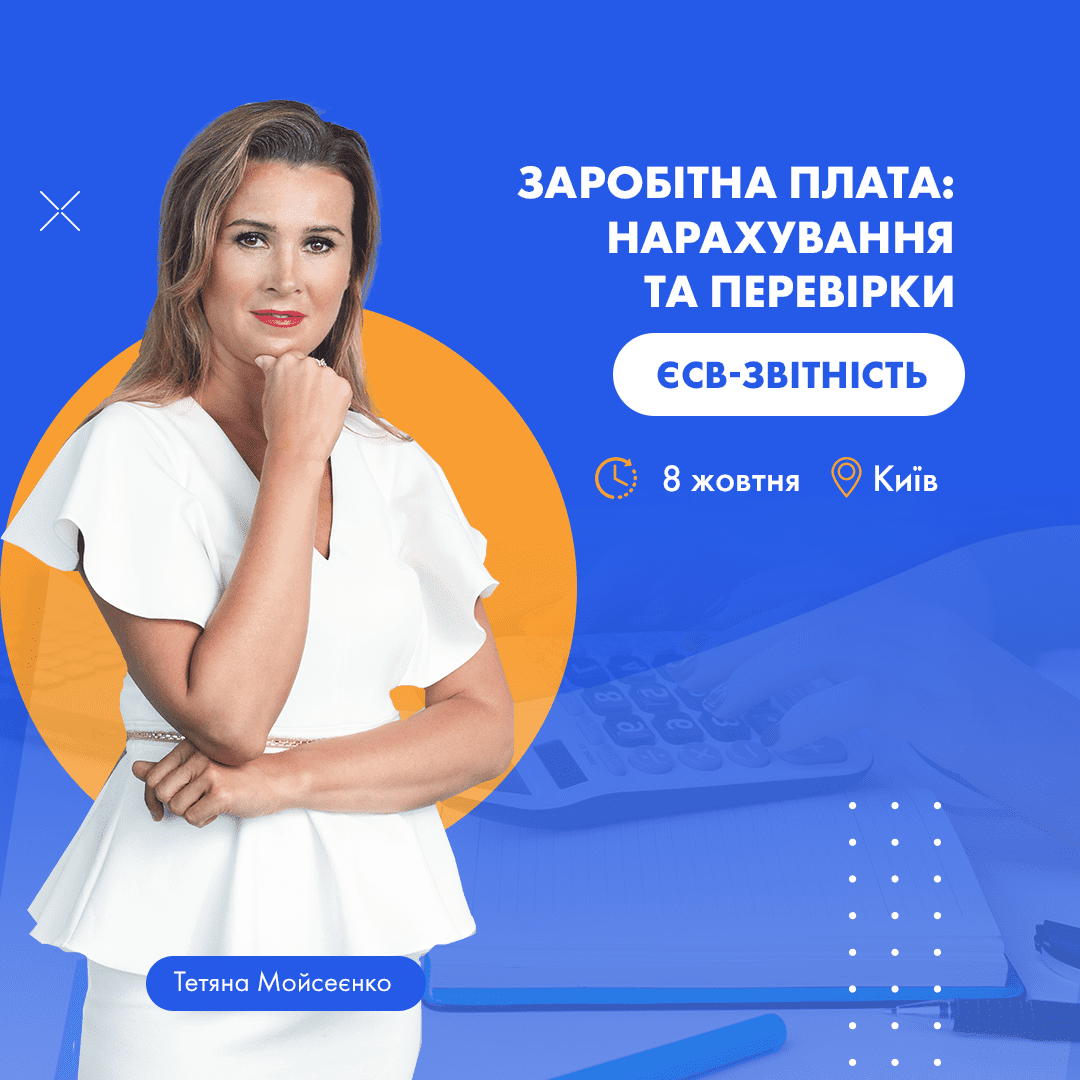 ЗАРОБІТНА ПЛАТА:
НАРАХУВАННЯ
ТА ПЕРЕВІРКИ
ЄСВ-ЗВІТНІСТЬ
8 жовтня
Київ
Тетяна Мойсеєнко